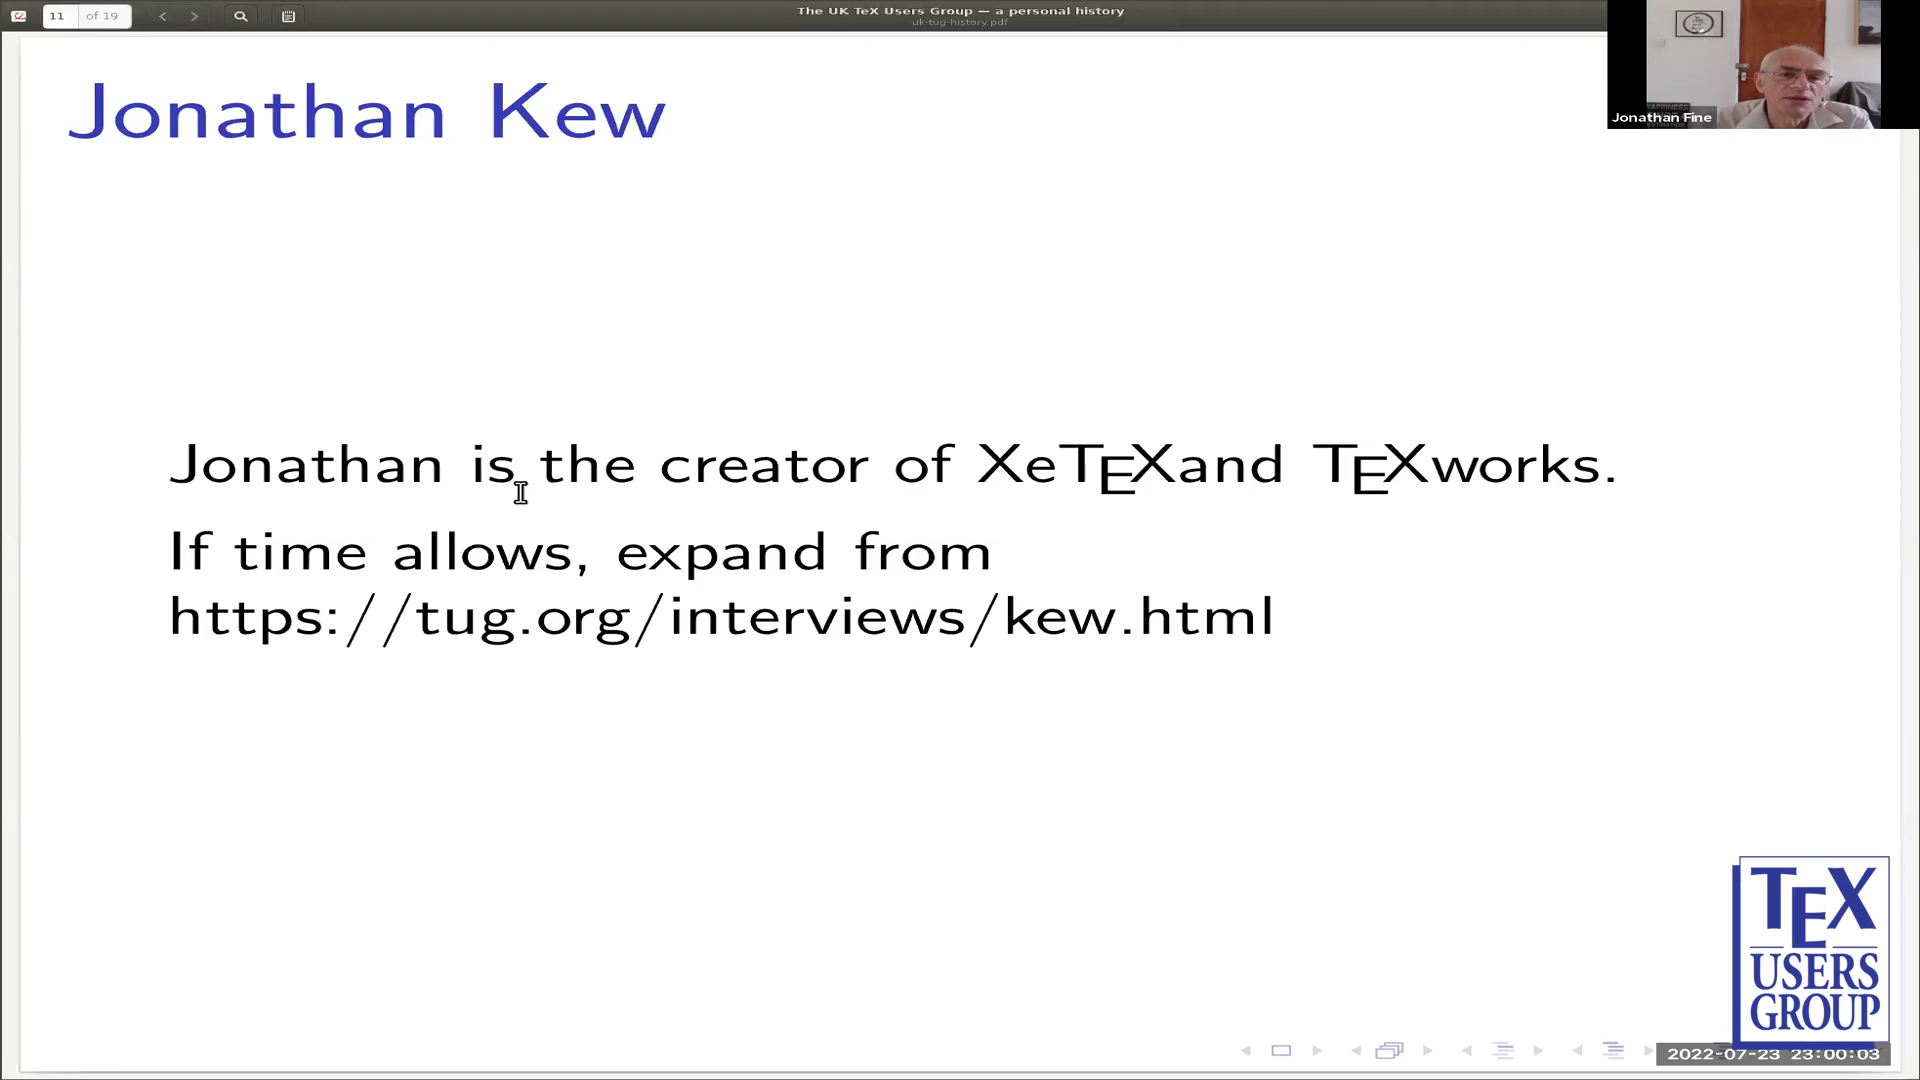 11 of 19
The UK TeX Users Group — a personal history
uk-tug-history.pdf
Jonathan Fine
Jonathan Kew
Jonathan is the creator of XeTEXand TEXworks.
If time allows, expand from
https://tug.org/interviews/kew.html
TEX
USERS
GROUP
2022-07-23 23:00:03